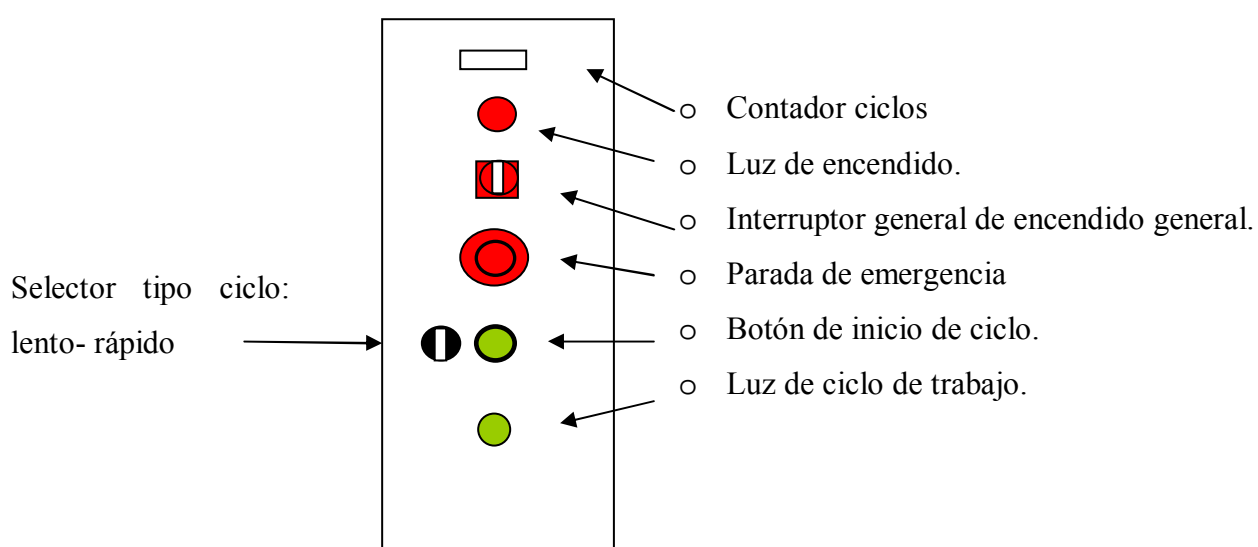 o Contador ciclos
o Luz de encendido.
o Interruptor general de encendido general.
o Parada de emergencia
o Botón de inicio de ciclo.
o Luz de ciclo de trabajo.
Selector tipo ciclo:
lento- rápido